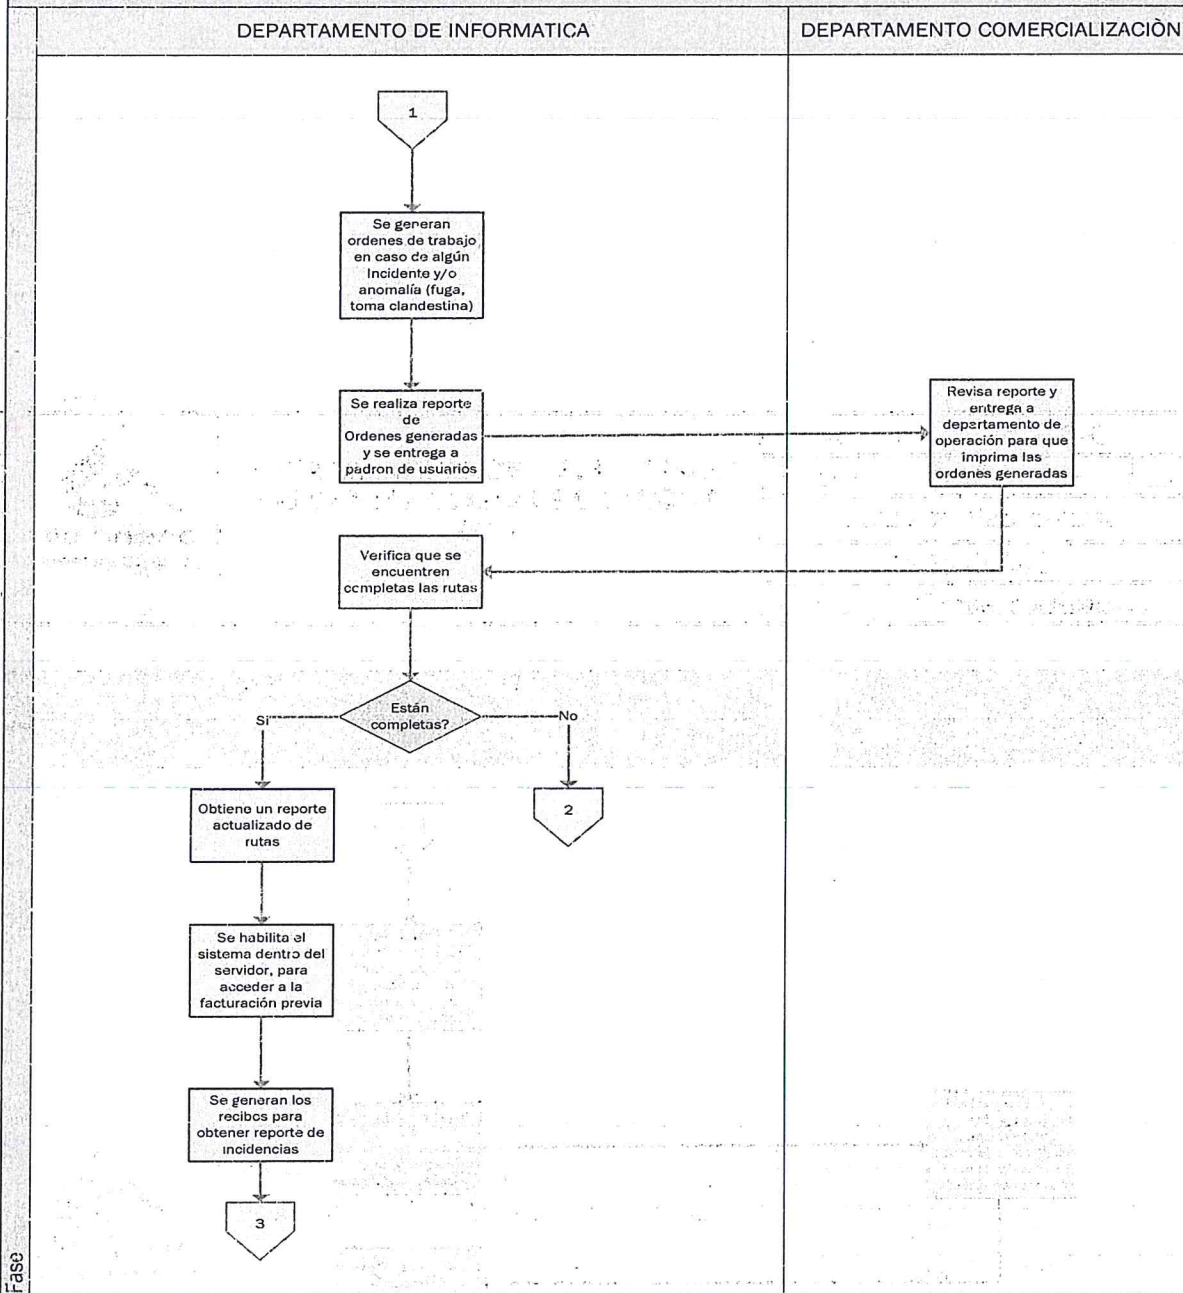 DEPARTAMENTO DE INFORMATICA
DEPARTAMENTO COMERCIALIZACIÒN
1
Se generan
ordenes de trabajo
en caso de algún
Incidente y/o
anomalía (fuga,
toma clandestina)
Se realiza reporte
de
Ordenes generadas
y se entrega a
padron de usuarios
Revisa reporte y
entrega a
departamento de
operación para que
imprima las
ordenes generadas
Verifica que se
encuentren
completas las rutas
Están
completas?
Si
No
Obtiene un reporte
actualizado de
rutas
2
Se habilita el
sistema dentro del
servidor, para
acceder a la
facturación previa
Se generan los
recibos para
obtener reporte de
incidencias
3
Fase